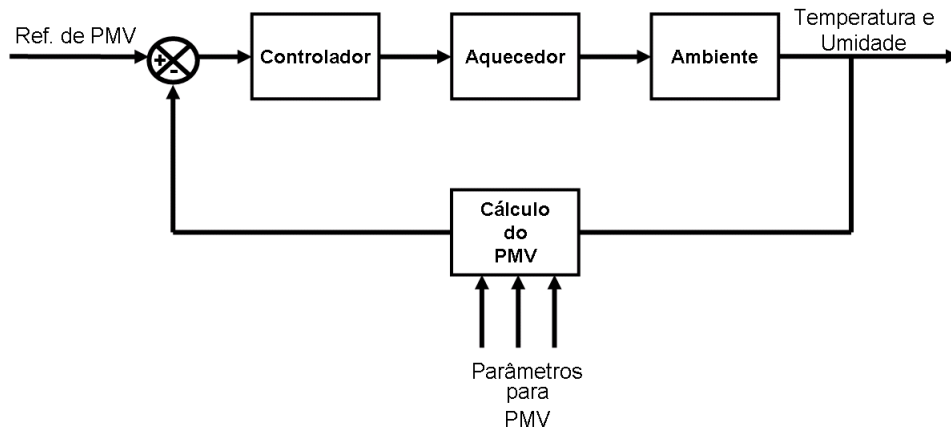 Ref. de PMV
+
-
Controlador
Aquecedor
Ambiente
Temperatura e
Umidade
Cálculo
do
PMV
Parâmetros
para
PMV